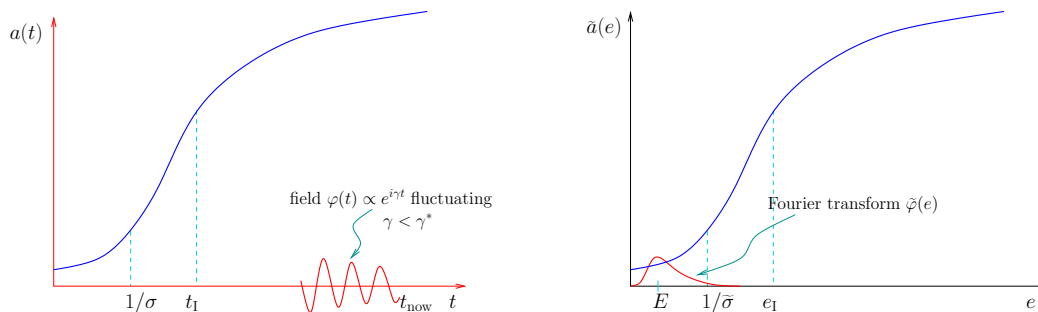 a(t)
field φ(t) ∝ e^{iγt} fluctuating
γ < γ*
1/σ
t_I
t_now
t
ã(e)
Fourier transform φ̃(e)
E
1/σ̃
e_I
e